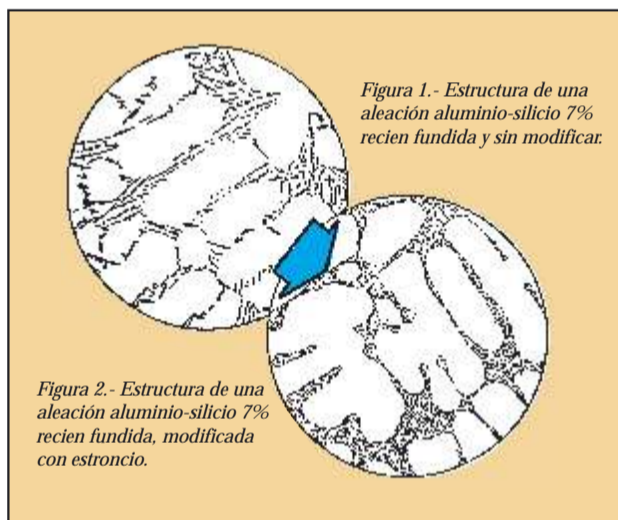 Figura 1.- Estructura de una
aleación aluminio-silicio 7%
recien fundida y sin modificar.
Figura 2.- Estructura de una
aleación aluminio-silicio 7%
recien fundida, modificada
con estroncio.